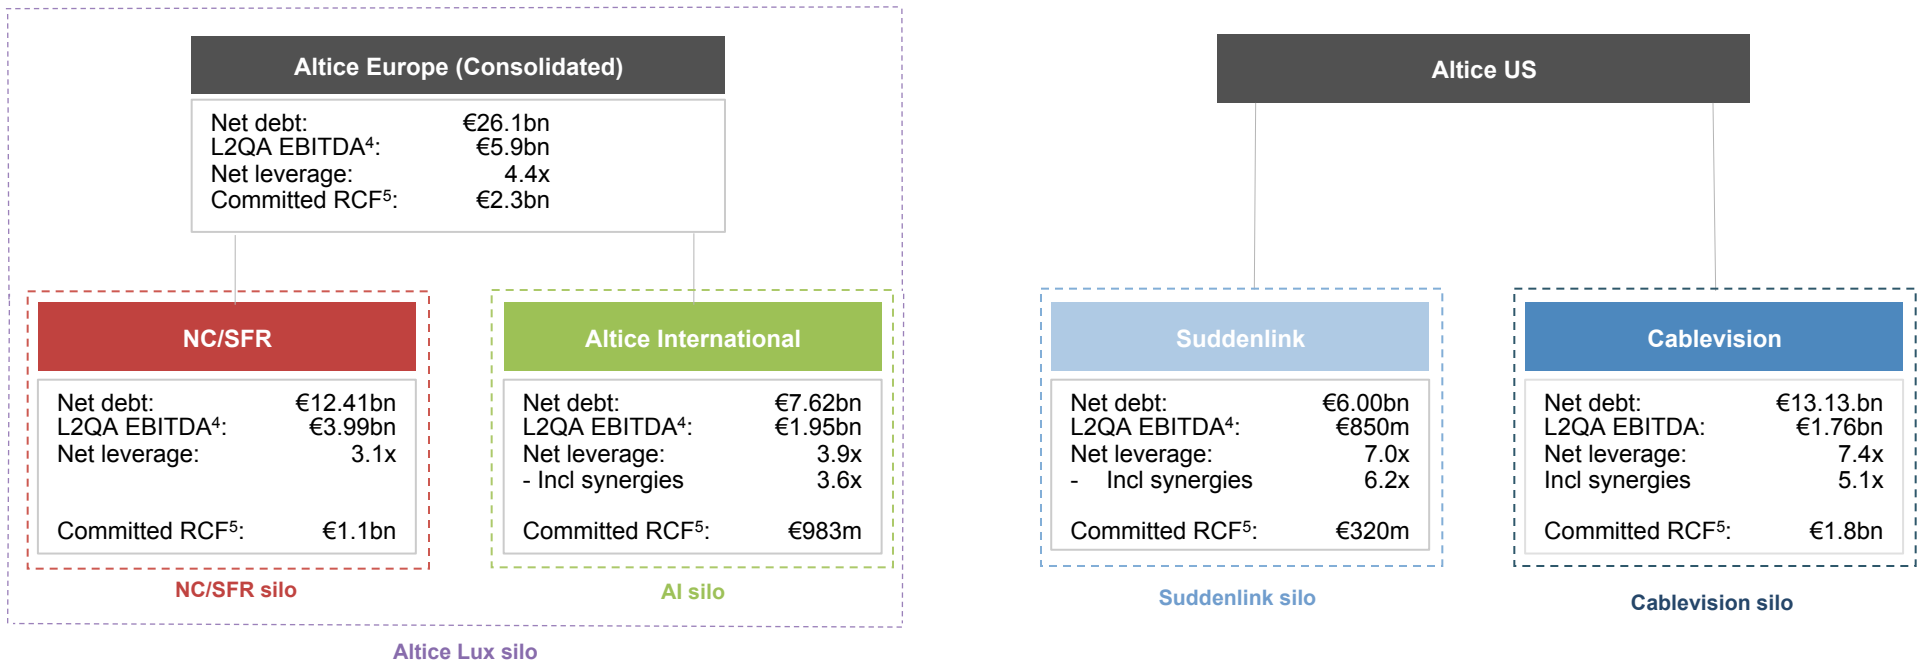 Altice Europe (Consolidated)
Net debt: €26.1bn
L2QA EBITDA⁴: €5.9bn
Net leverage: 4.4x
Committed RCF⁵: €2.3bn
NC/SFR
Net debt: €12.41bn
L2QA EBITDA⁴: €3.99bn
Net leverage: 3.1x
Committed RCF⁵: €1.1bn
NC/SFR silo
Altice International
Net debt: €7.62bn
L2QA EBITDA⁴: €1.95bn
Net leverage: 3.9x
- Incl synergies 3.6x
Committed RCF⁵: €983m
AI silo
Altice Lux silo
Altice US
Suddenlink
Net debt: €6.00bn
L2QA EBITDA⁴: €850m
Net leverage: 7.0x
- Incl synergies 6.2x
Committed RCF⁵: €320m
Suddenlink silo
Cablevision
Net debt: €13.13.bn
L2QA EBITDA: €1.76bn
Net leverage: 7.4x
Incl synergies 5.1x
Committed RCF⁵: €1.8bn
Cablevision silo